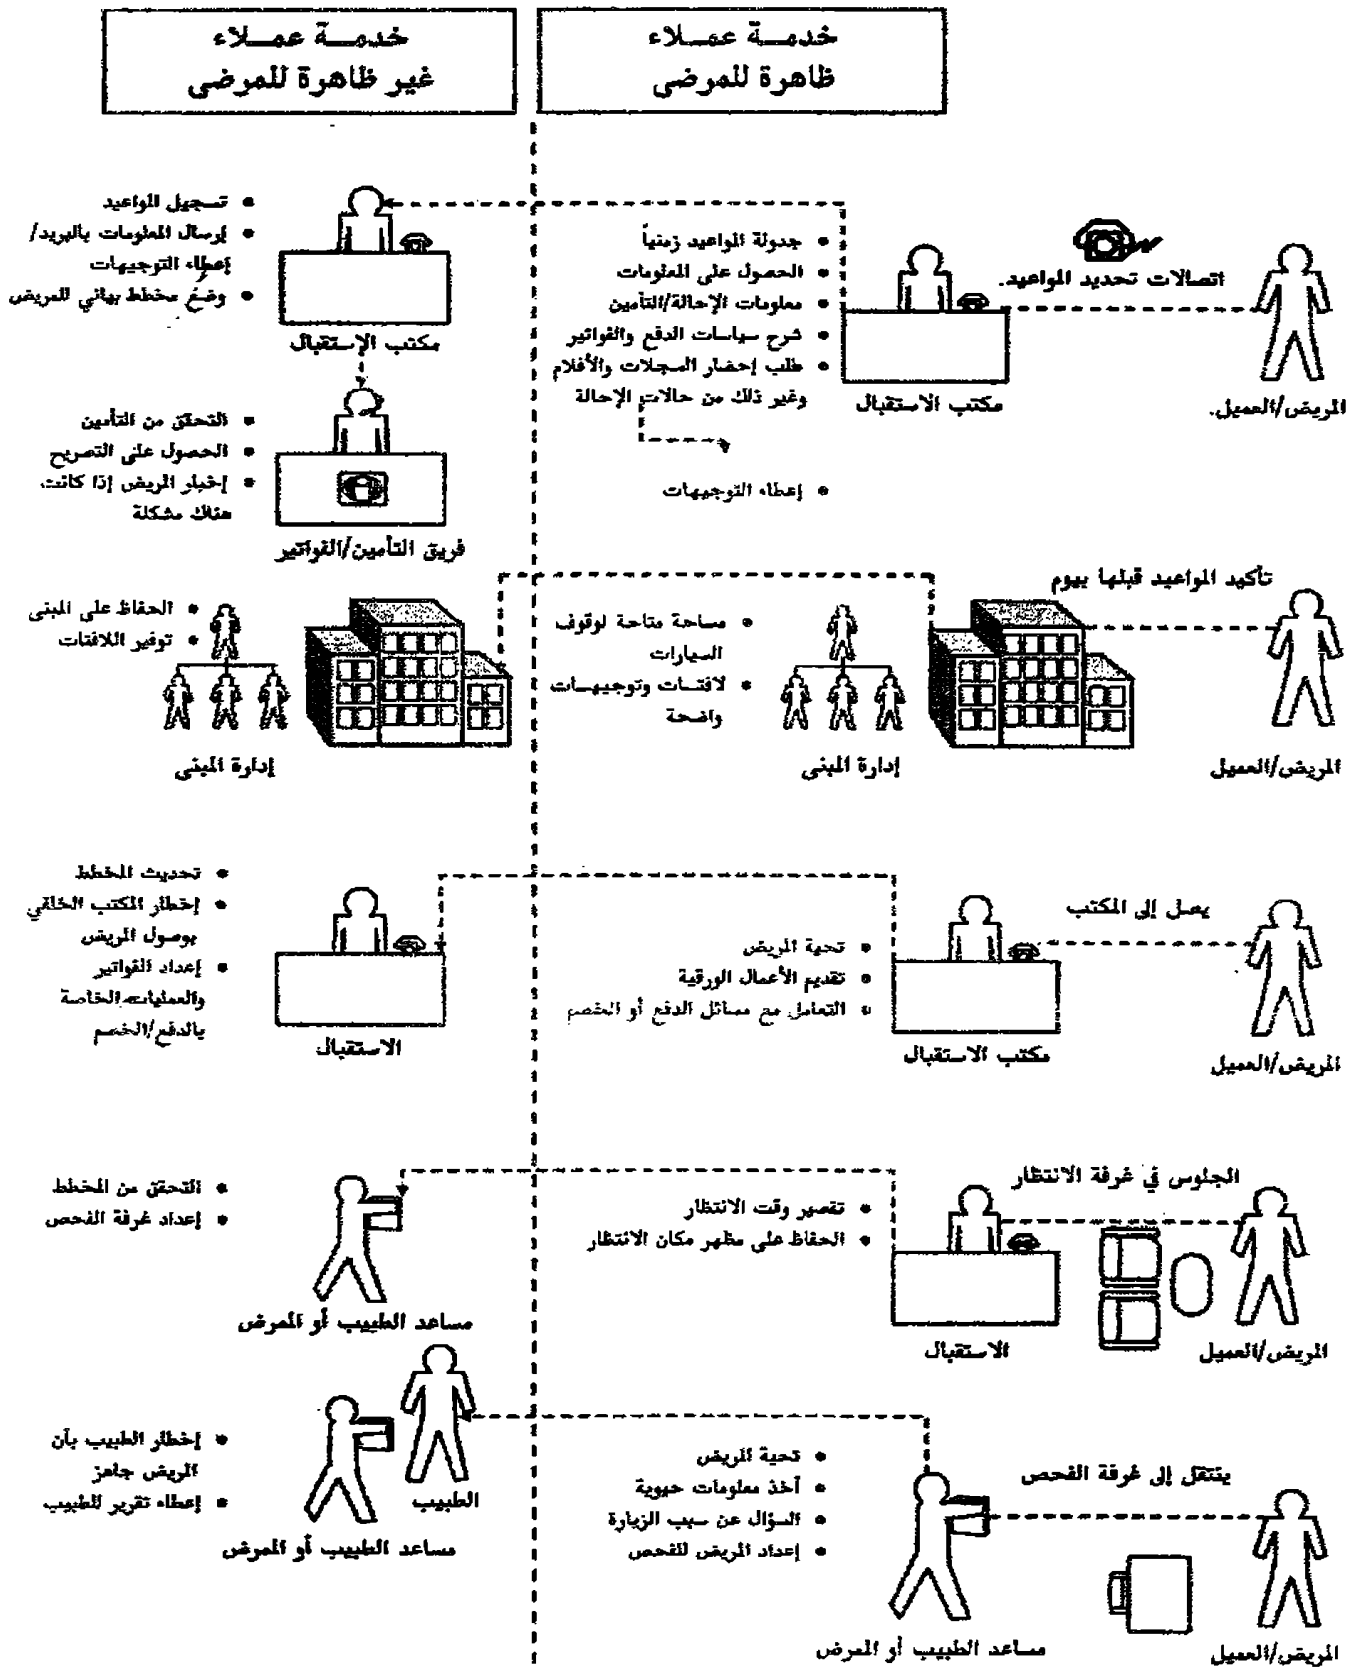 خدمـــة عمـــلاء
ظاهرة للمرضى
خدمـــة عمـــلاء
غير ظاهرة للمرضى
اتصالات تحديد المواعيد.
المريض/العميل.
مكتب الاستقبال
• جدولة المواعيد زمنياً
• الحصول على المعلومات
• معلومات الإحالة/التأمين
• شرح سياسات الدفع والفواتير
• طلب إحضار السجلات والأفلام
وغير ذلك من حالات الإحالة
• إعطاء التوجيهات
مكتب الإستقبال
• تسجيل المواعيد
• إرسال المعلومات بالبريد/
إعطاء التوجيهات
• وضع مخطط بياني للمريض
فريق التأمين/الفواتير
• التحقق من التأمين
• الحصول على التصريح
• إخبار المريض إذا كانت
هناك مشكلة
تأكيد المواعيد قبلها بيوم
المريض/العميل
إدارة المبنى
• مساحة متاحة لوقوف
السيارات
• لافتـــات وتوجيهـــات
واضحة
إدارة المبنى
• الحفاظ على المبنى
• توفير اللافتات
يصل إلى المكتب
المريض/العميل
مكتب الاستقبال
• تحية المريض
• تقديم الأعمال الورقية
• التعامل مع مسائل الدفع أو الخصم
الاستقبال
• تحديث المخطط
• إخطار المكتب الخلفي
بوصول المريض
• إعداد الفواتير
والعمليات الخاصة
بالدفع/الخصم
الجلوس في غرفة الانتظار
المريض/العميل
الاستقبال
• تقصير وقت الانتظار
• الحفاظ على مظهر مكان الانتظار
مساعد الطبيب أو الممرض
• التحقق من المخطط
• إعداد غرفة الفحص
ينتقل إلى غرفة الفحص
المريض/العميل
مساعد الطبيب أو الممرض
• تحية المريض
• أخذ معلومات حيوية
• السؤال عن سبب الزيارة
• إعداد المريض للفحص
الطبيب
مساعد الطبيب أو الممرض
• إخطار الطبيب بأن
المريض جاهز
• إعطاء تقرير للطبيب